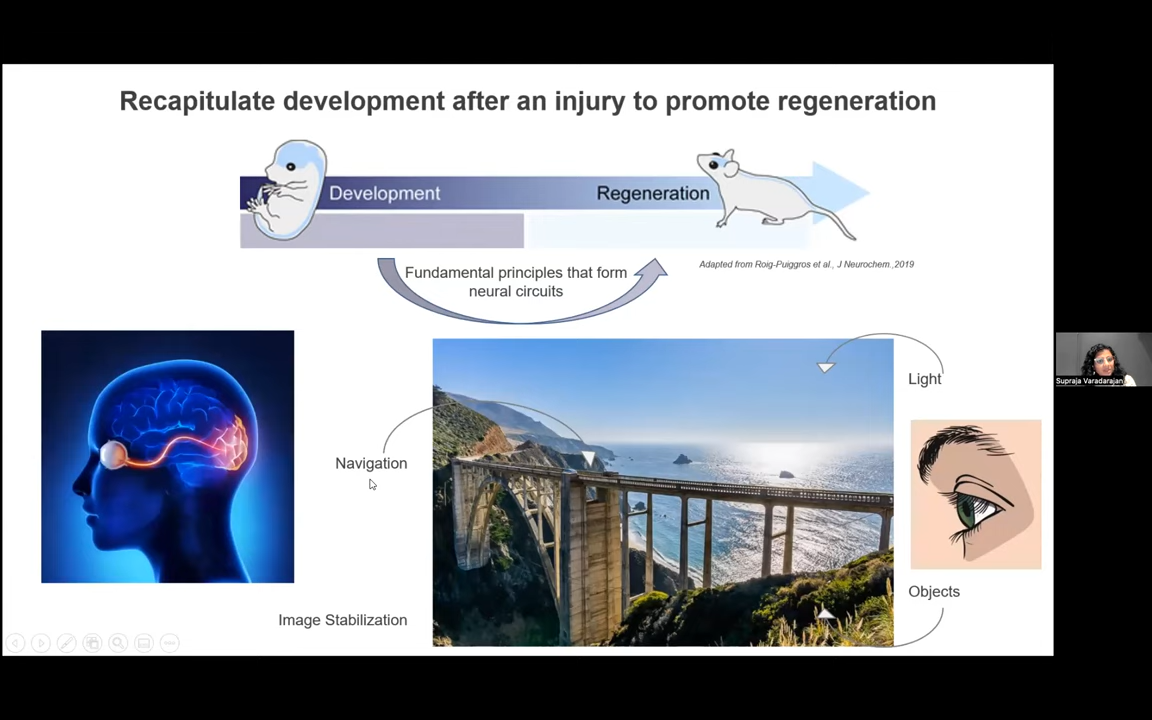 Recapitulate development after an injury to promote regeneration
Development
Regeneration
Adapted from Roig-Puiggros et al., J Neurochem.,2019
Fundamental principles that form
neural circuits
Light
Navigation
Supraja Varadarajan
Objects
Image Stabilization